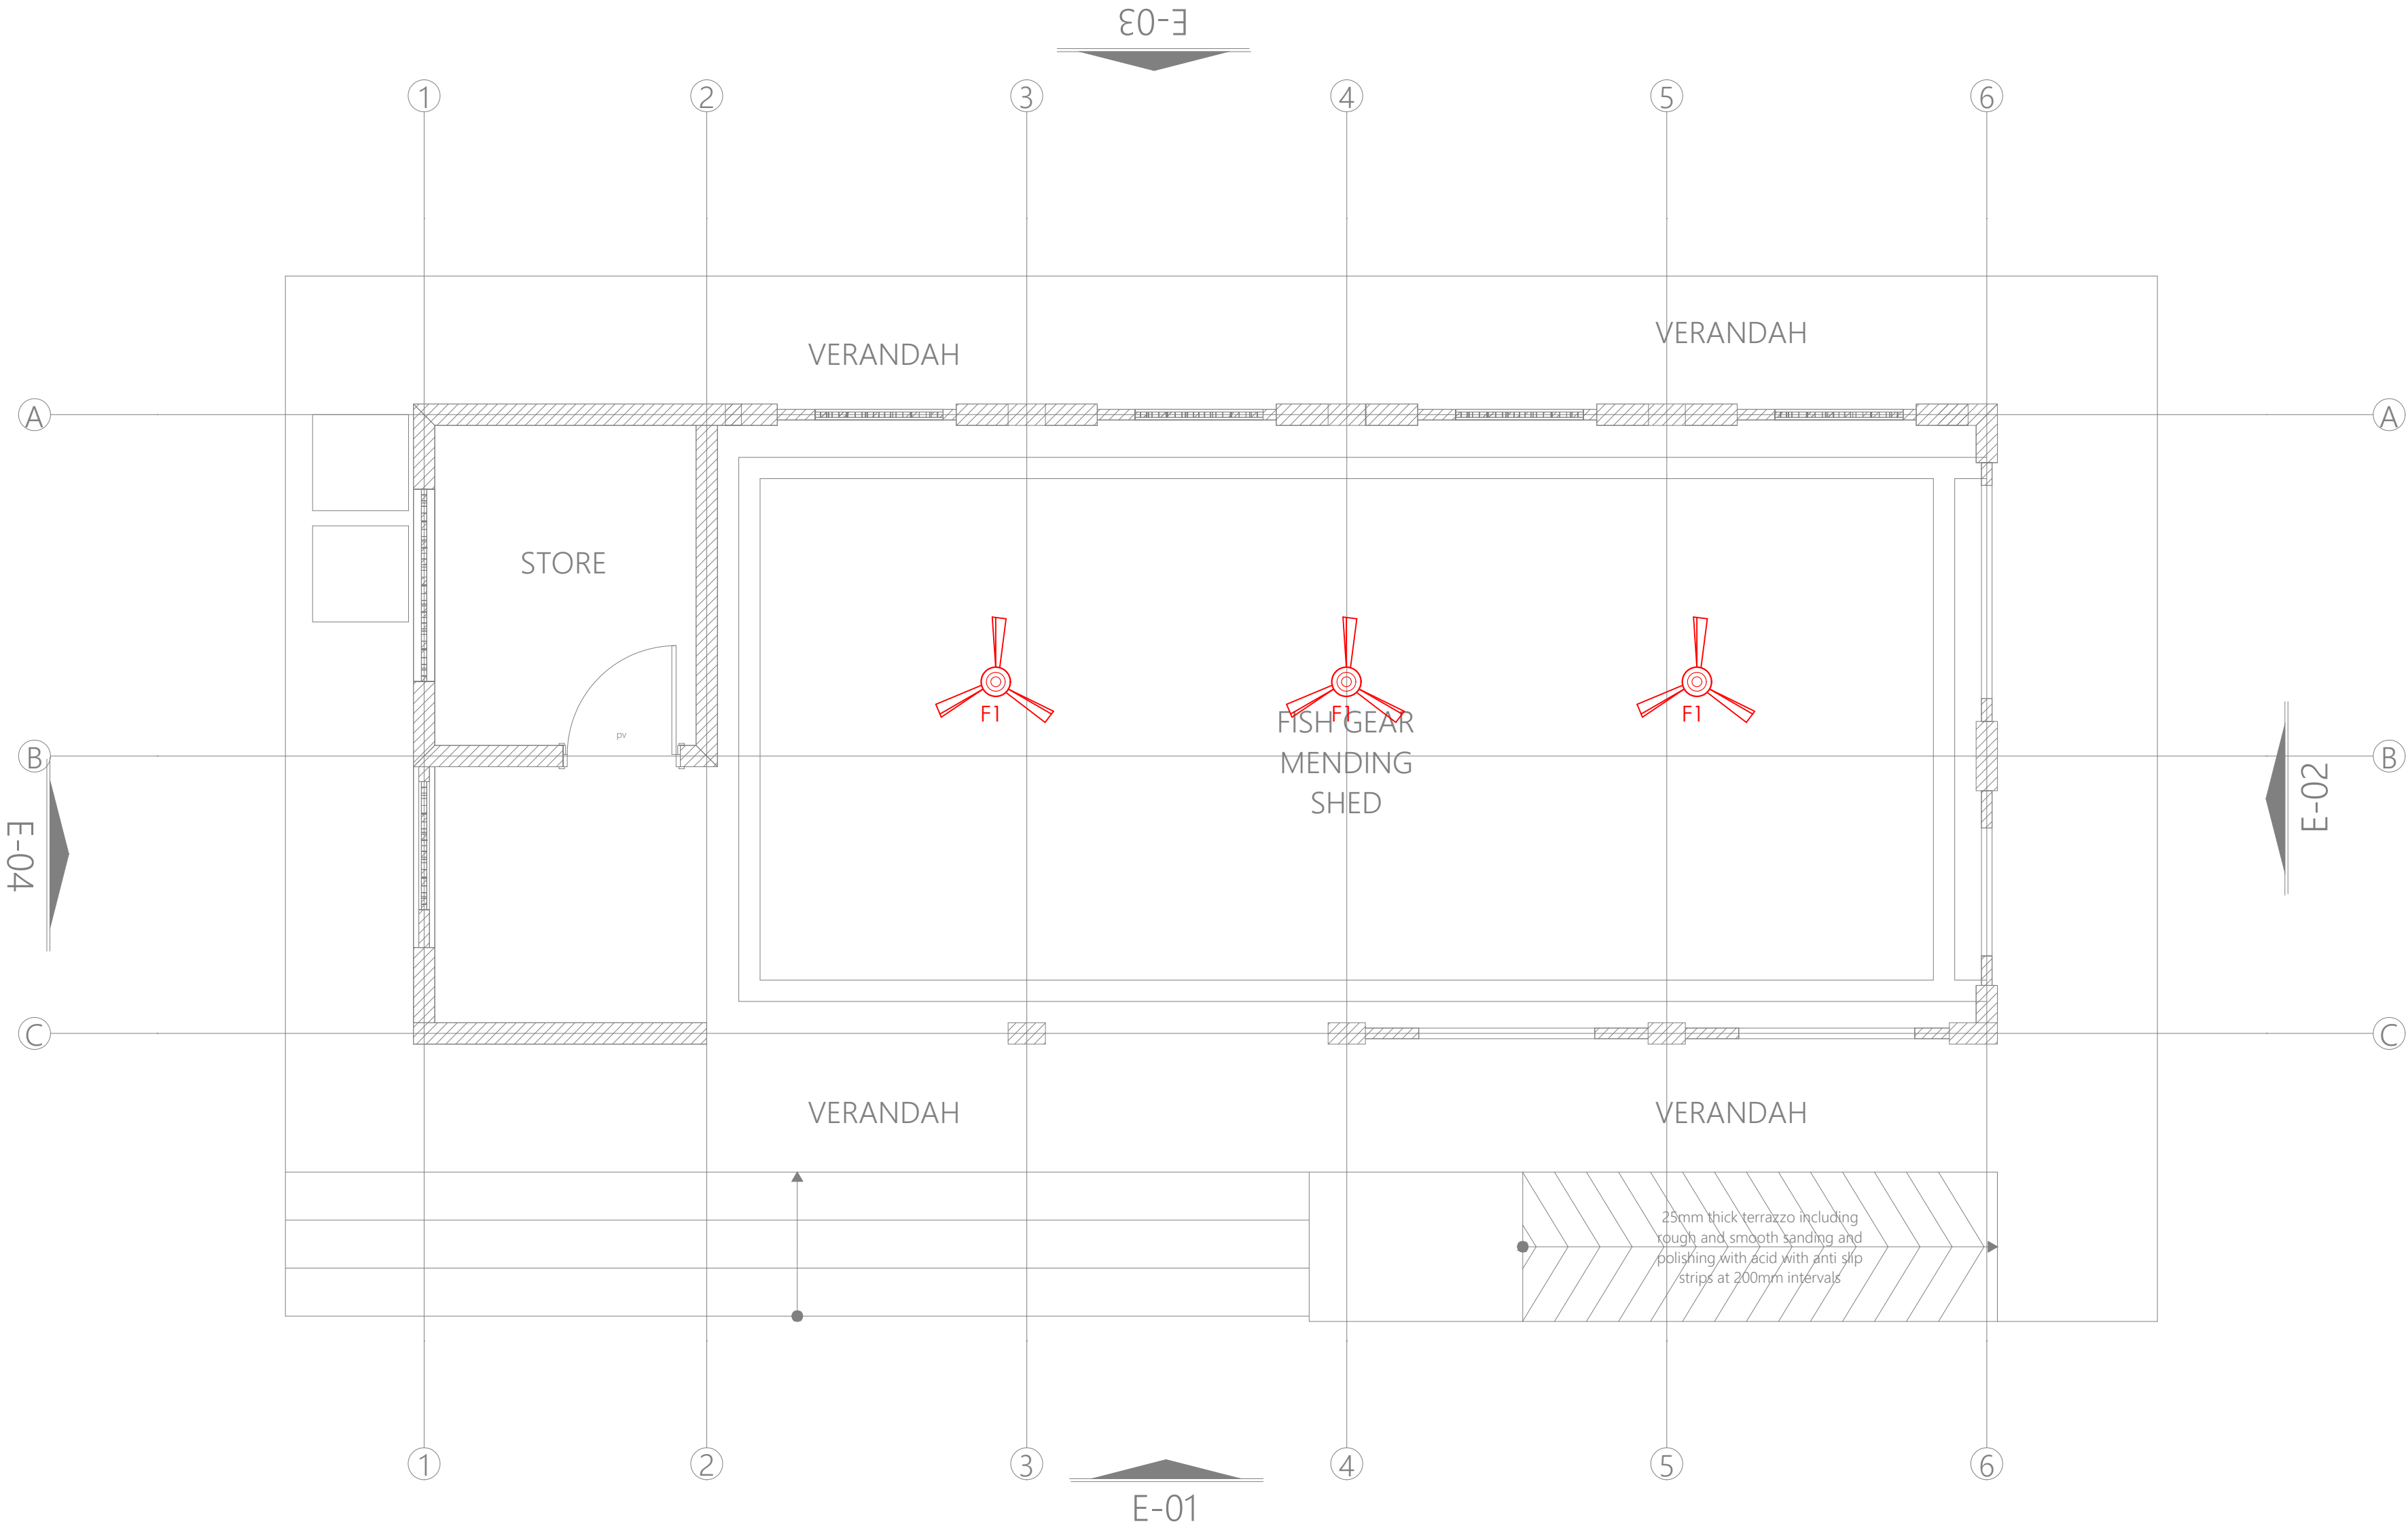 E-03
1 2 3 4 5 6
VERANDAH
VERANDAH
A A
STORE
F1 F1 F1
FISH GEAR
MENDING
SHED
pv
B B
E-04
E-02
C C
VERANDAH VERANDAH
25mm thick terrazzo including
rough and smooth sanding and
polishing with acid with anti slip
strips at 200mm intervals
1 2 3 4 5 6
E-01